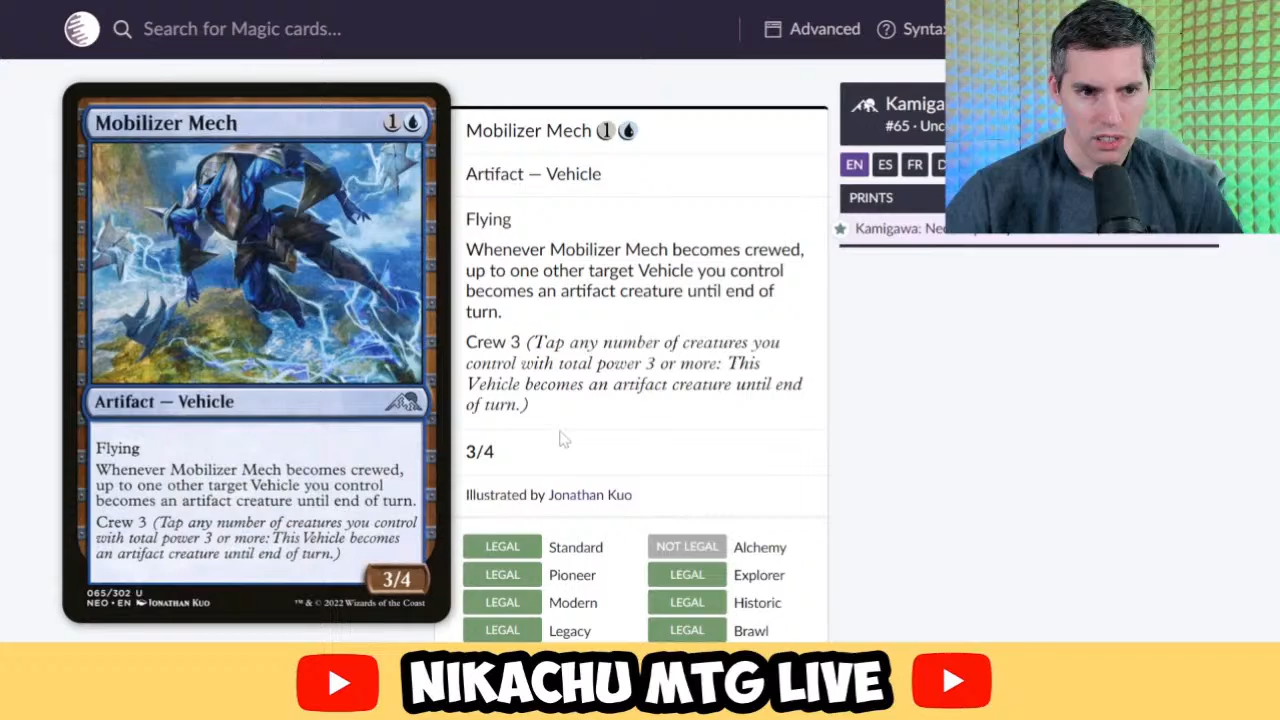 Search for Magic cards...
Advanced
Synta
Mobilizer Mech 1
Flying
Whenever Mobilizer Mech becomes crewed,
up to one other target Vehicle you control
becomes an artifact creature until end of turn.
Crew 3 (Tap any number of creatures you control
with total power 3 or more: This Vehicle becomes
an artifact creature until end of turn.)
Artifact — Vehicle
3/4
065/302 U
NEO • EN Jonathan Kuo
™ & © 2022 Wizards of the Coast
Mobilizer Mech 1
Artifact — Vehicle
Flying
Whenever Mobilizer Mech becomes crewed,
up to one other target Vehicle you control
becomes an artifact creature until end of
turn.
Crew 3 (Tap any number of creatures you
control with total power 3 or more: This
Vehicle becomes an artifact creature until end
of turn.)
3/4
Illustrated by Jonathan Kuo
LEGAL Standard NOT LEGAL Alchemy
LEGAL Pioneer LEGAL Explorer
LEGAL Modern LEGAL Historic
LEGAL Legacy LEGAL Brawl
Kamiga
#65 · Unc
EN ES FR D
PRINTS
Kamigawa: Ne
NIKACHU MTG LIVE